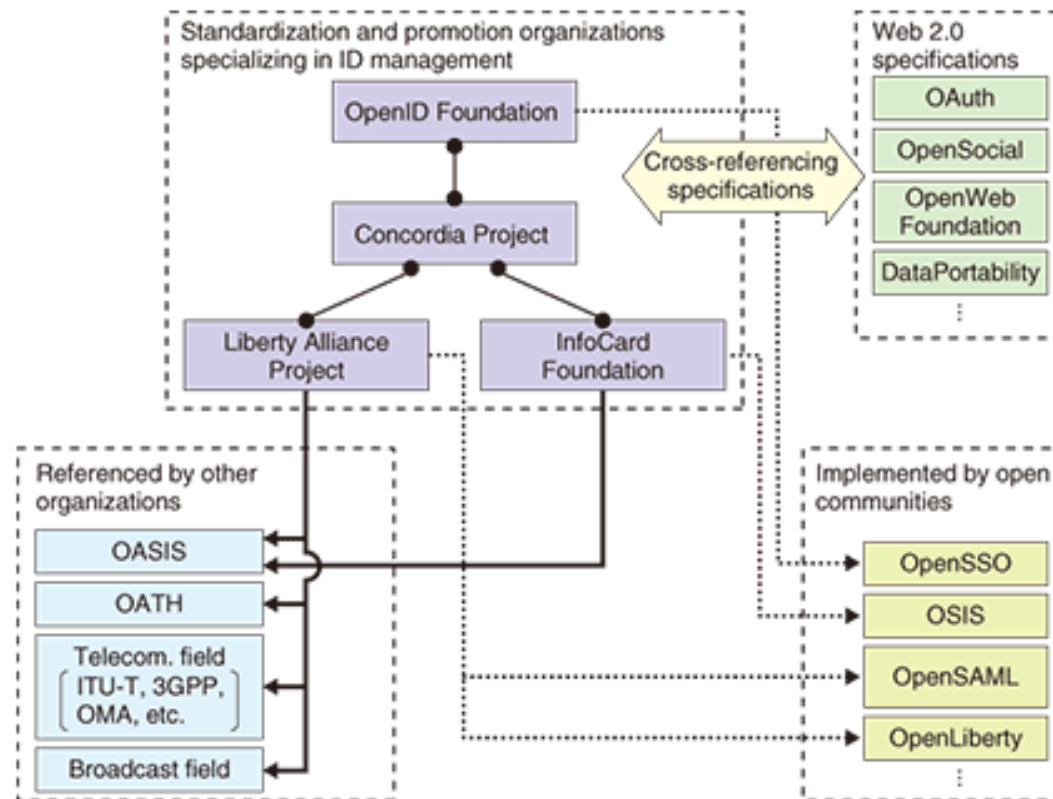 Standardization and promotion organizations
specializing in ID management
OpenID Foundation
Concordia Project
Liberty Alliance
Project
InfoCard
Foundation
Cross-referencing
specifications
Web 2.0
specifications
OAuth
OpenSocial
OpenWeb
Foundation
DataPortability
Referenced by other
organizations
OASIS
OATH
Telecom. field
ITU-T, 3GPP,
OMA, etc.
Broadcast field
Implemented by open
communities
OpenSSO
OSIS
OpenSAML
OpenLiberty